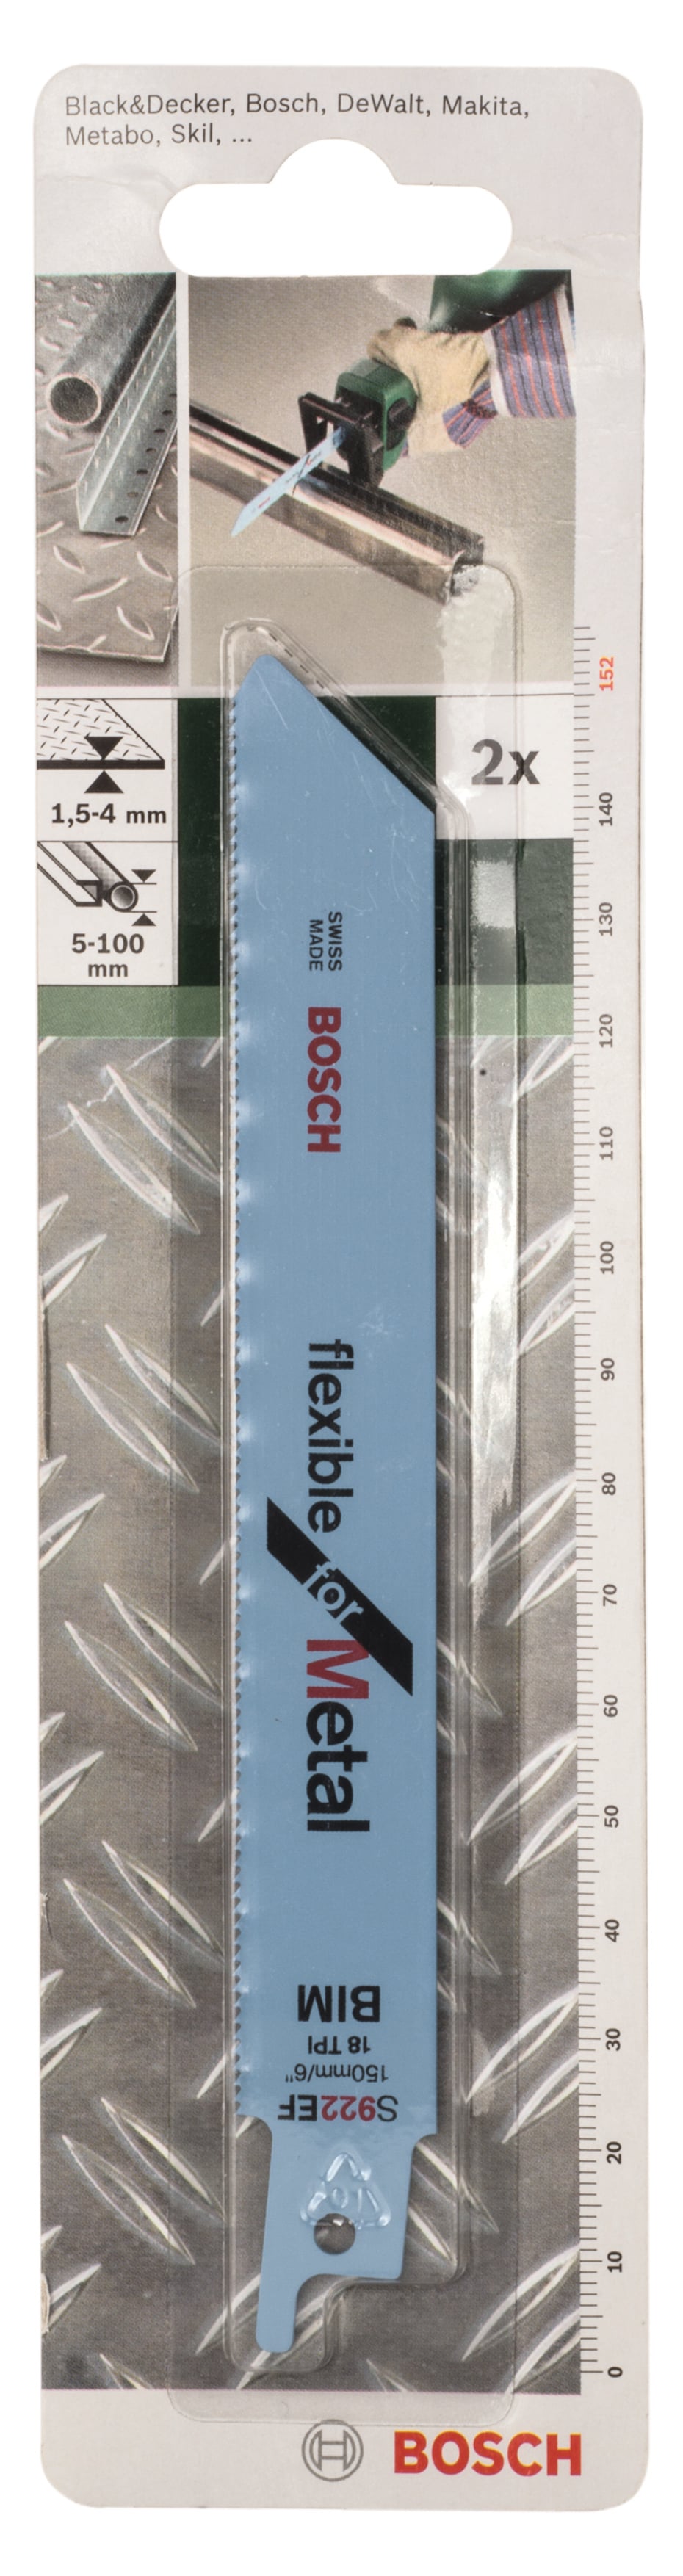 Black&Decker, Bosch, DeWalt, Makita,
Metabo, Skil, ...
152
2x
1,5-4 mm
5-100
mm
140
130
120
110
100
90
80
70
60
50
40
30
20
10
0
SWISS
MADE
BOSCH
flexible for Metal
BIM
18 TPI
150mm/6"
S922EF
BOSCH